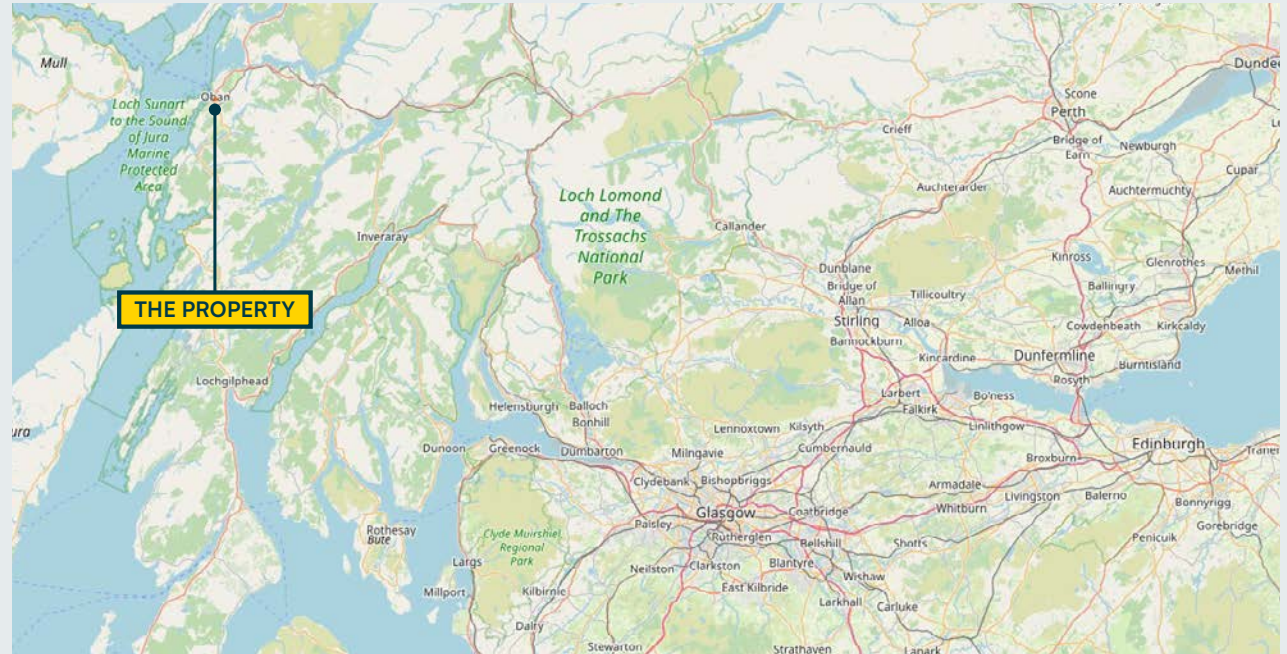 Mull
Oban
Loch Sunart
to the Sound
of Jura
Marine
Protected
Area
THE PROPERTY
Inveraray
Lochgilphead
Loch Lomond
and The
Trossachs
National
Park
Callander
Crieff
Auchterarder
Scone
Perth
Bridge of
Earn
Newburgh
Auchtermuchty
Cupar
Kinross
Glenrothes
Methil
Ballingry
Cowdenbeath
Kirkcaldy
Dunblane
Bridge of
Allan
Tillicoultry
Stirling
Alloa
Bannockburn
Kincardine
Dunfermline
Burntisland
Rosyth
Larbert
Falkirk
Bo'ness
Linlithgow
Helensburgh
Balloch
Bonhill
Lennoxtown
Kilsyth
Dunoon
Greenock
Dumbarton
Milngavie
Cumbernauld
Broxburn
Edinburgh
Clydebank
Bishopbriggs
Armadale
Livingston
Balerno
Bonnyrigg
Glasgow
Coatbridge
Whitburn
Gorebridge
Paisley
Rutherglen
Bellshill
Shotts
Penicuik
Rothesay
Bute
Clyde Muirshiel
Regional
Park
Largs
Neilston
Clarkston
Blantyre
Wishaw
East Kilbride
Millport
Kilbirnie
Larkhall
Carluke
Dalry
Stewarton
Strathaven